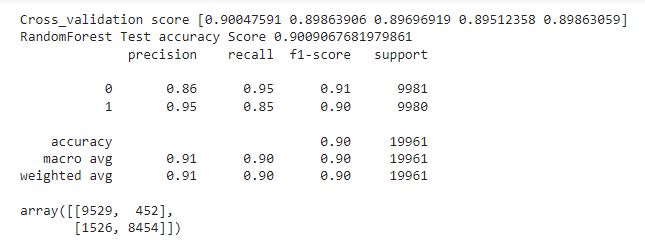 Cross_validation score [0.90047591 0.89863906 0.89696919 0.89512358 0.89863059]
RandomForest Test accuracy Score 0.9009067681979861
precision recall f1-score support
0 0.86 0.95 0.91 9981
1 0.95 0.85 0.90 9980
accuracy 0.90 19961
macro avg 0.91 0.90 0.90 19961
weighted avg 0.91 0.90 0.90 19961
array([[9529, 452],
[1526, 8454]])